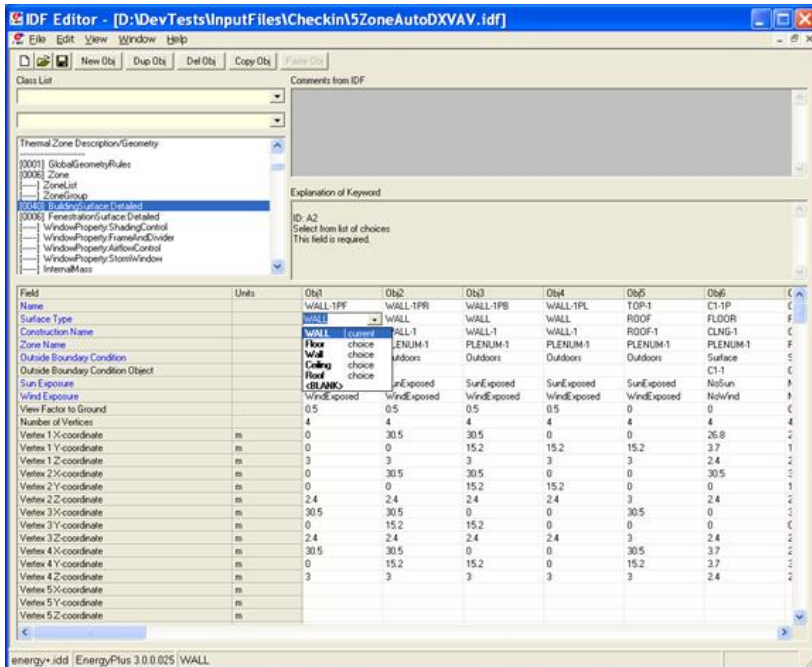 IDF Editor - [D:\DevTests\InputFiles\Checkin\5ZoneAutoDXVAV.idf]
File Edit View Window Help
New Obj Dup Obj Del Obj Copy Obj Paste Obj
Class List
Comments from IDF
Thermal Zone Description/Geometry
[0001] GlobalGeometryRules
[0006] Zone
[------] ZoneList
[------] ZoneGroup
[0040] BuildingSurface:Detailed
[0006] FenestrationSurface:Detailed
[------] WindowProperty:ShadingControl
[------] WindowProperty:FrameAndDivider
[------] WindowProperty:AirflowControl
[------] WindowProperty:StormWindow
[------] InternalMass
Explanation of Keyword
ID: A2
Select from list of choices
This field is required.
Field Units Obj1 Obj2 Obj3 Obj4 Obj5 Obj6
Name WALL-1PF WALL-1PR WALL-1PB WALL-1PL TOP-1 C1-1P
Surface Type WALL WALL WALL WALL ROOF FLOOR
Construction Name WALL-1 WALL-1 WALL-1 ROOF-1 CLNG-1
Zone Name PLENUM-1 PLENUM-1 PLENUM-1 PLENUM-1 PLENUM-1
Outside Boundary Condition Outdoors Outdoors Outdoors Outdoors Surface
Outside Boundary Condition Object C1-1
Sun Exposure SunExposed SunExposed SunExposed SunExposed NoSun
Wind Exposure WindExposed WindExposed WindExposed WindExposed WindExposed NoWind
WALL current
Floor choice
Wall choice
Ceiling choice
Roof choice
<BLANK>
View Factor to Ground 0.5 0.5 0.5 0.5 0 0
Number of Vertices 4 4 4 4 4 4
Vertex 1 X-coordinate m 0 30.5 30.5 0 0 26.8
Vertex 1 Y-coordinate m 0 0 15.2 15.2 15.2 3.7
Vertex 1 Z-coordinate m 3 3 3 3 3 2.4
Vertex 2 X-coordinate m 0 30.5 30.5 0 0 30.5
Vertex 2 Y-coordinate m 0 0 15.2 15.2 0 0
Vertex 2 Z-coordinate m 2.4 2.4 2.4 2.4 3 2.4
Vertex 3 X-coordinate m 30.5 30.5 0 0 30.5 0
Vertex 3 Y-coordinate m 0 15.2 15.2 0 0 0
Vertex 3 Z-coordinate m 2.4 2.4 2.4 2.4 3 2.4
Vertex 4 X-coordinate m 30.5 30.5 0 0 30.5 3.7
Vertex 4 Y-coordinate m 0 15.2 15.2 0 15.2 3.7
Vertex 4 Z-coordinate m 3 3 3 3 3 2.4
Vertex 5 X-coordinate m
Vertex 5 Y-coordinate m
Vertex 5 Z-coordinate m
energy+.idd EnergyPlus 3.0.0.025 WALL